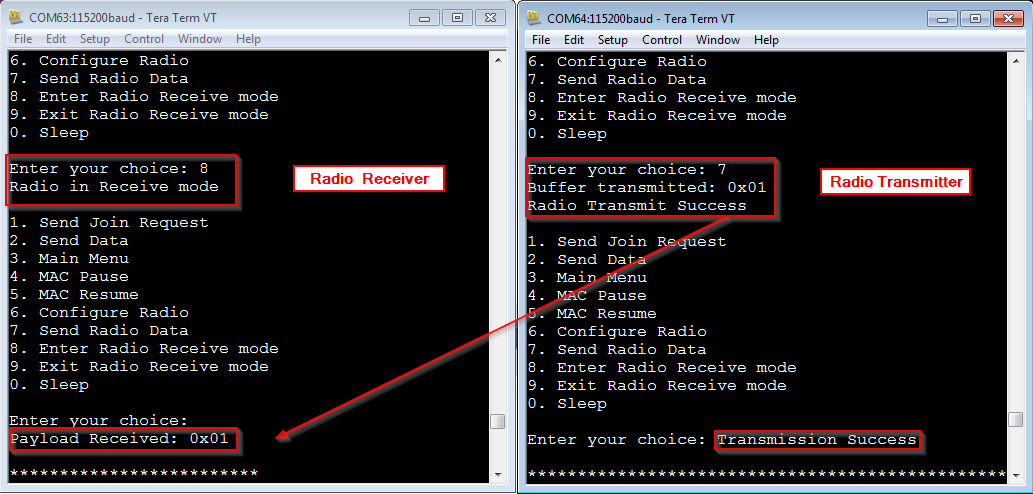 COM63:115200baud - Tera Term VT
File Edit Setup Control Window Help
6. Configure Radio
7. Send Radio Data
8. Enter Radio Receive mode
9. Exit Radio Receive mode
0. Sleep
Enter your choice: 8
Radio in Receive mode
Radio Receiver
1. Send Join Request
2. Send Data
3. Main Menu
4. MAC Pause
5. MAC Resume
6. Configure Radio
7. Send Radio Data
8. Enter Radio Receive mode
9. Exit Radio Receive mode
0. Sleep
Enter your choice:
Payload Received: 0x01
*************************
COM64:115200baud - Tera Term VT
File Edit Setup Control Window Help
6. Configure Radio
7. Send Radio Data
8. Enter Radio Receive mode
9. Exit Radio Receive mode
0. Sleep
Enter your choice: 7
Buffer transmitted: 0x01
Radio Transmit Success
Radio Transmitter
1. Send Join Request
2. Send Data
3. Main Menu
4. MAC Pause
5. MAC Resume
6. Configure Radio
7. Send Radio Data
8. Enter Radio Receive mode
9. Exit Radio Receive mode
0. Sleep
Enter your choice: Transmission Success
************************************************